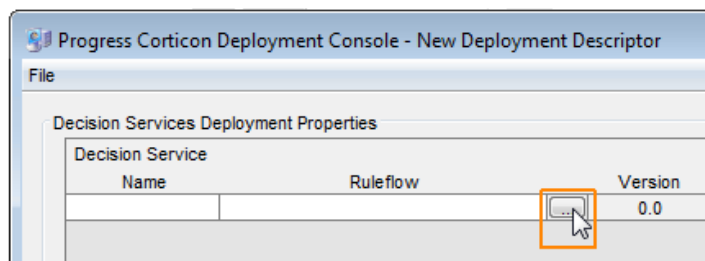 Progress Corticon Deployment Console - New Deployment Descriptor
File
Decision Services Deployment Properties
Decision Service
Name Ruleflow Version
... 0.0